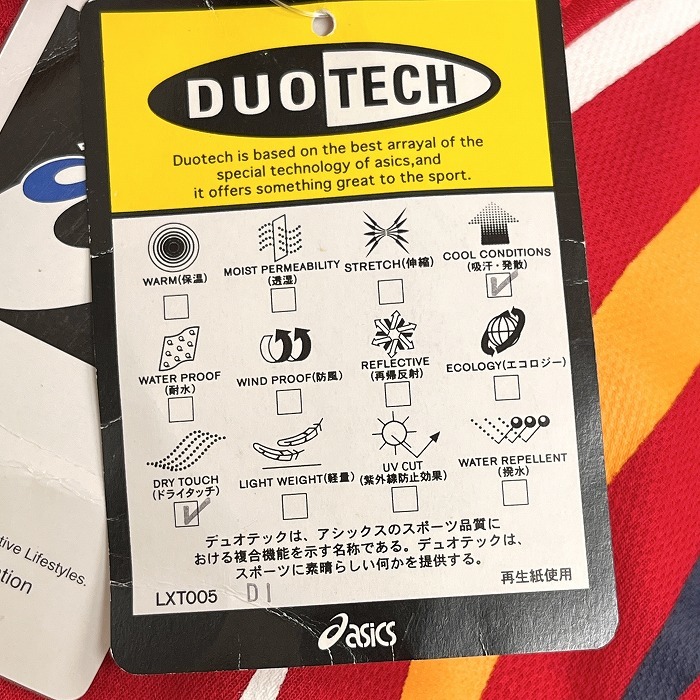 DUOTECH
Duotech is based on the best arrayal of the
special technology of asics,and
it offers something great to the sport.
WARM(保温)
MOIST PERMEABILITY
(透湿)
STRETCH(伸縮)
COOL CONDITIONS
(吸汗・発散)
WATER PROOF
(耐水)
WIND PROOF(防風)
REFLECTIVE
(再帰反射)
ECOLOGY(エコロジー)
DRY TOUCH
(ドライタッチ)
LIGHT WEIGHT(軽量)
UV CUT
(紫外線防止効果)
WATER REPELLENT
(撥水)
デュオテックは、アシックスのスポーツ品質に
おける複合機能を示す名称である。デュオテックは、
スポーツに素晴らしい何かを提供する。
再生紙使用
LXT005 D1
asics
tive Lifestyles.
tion